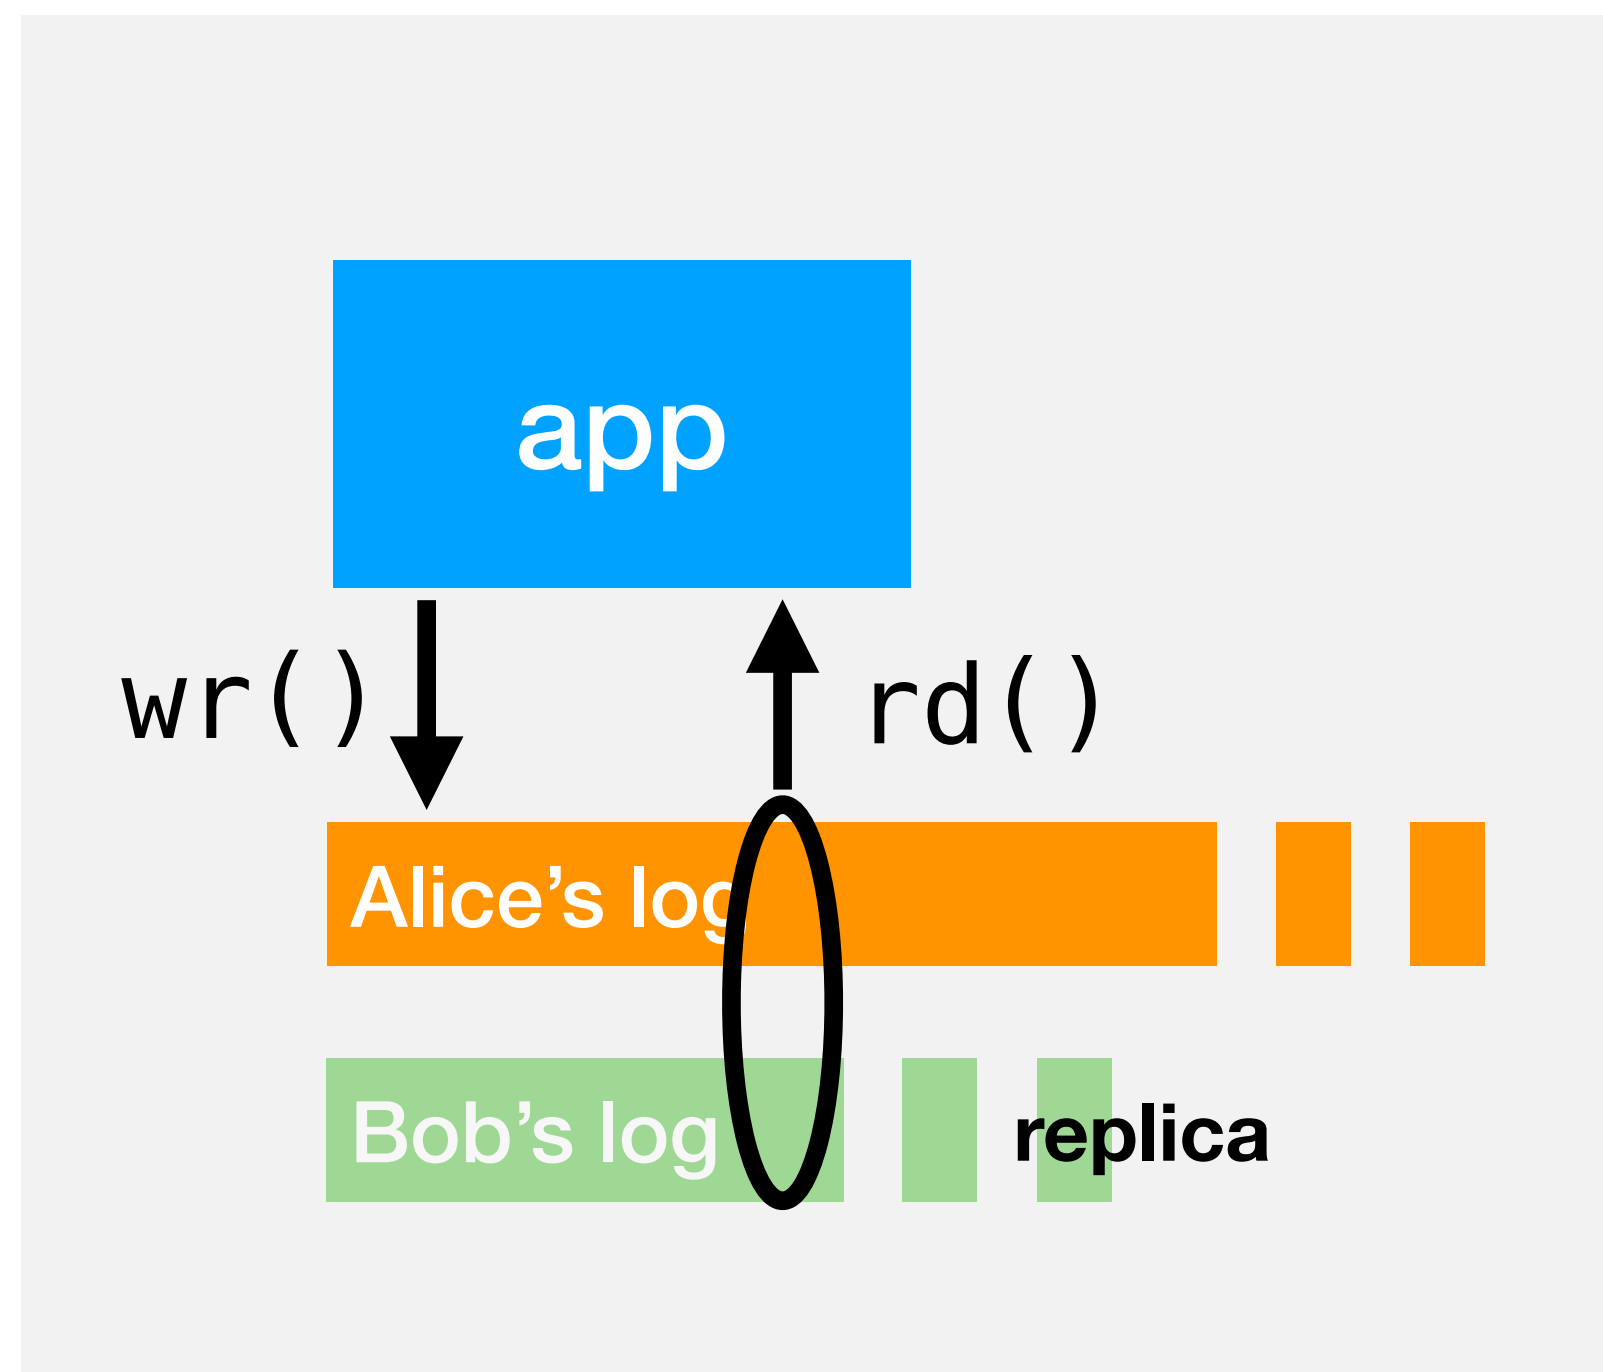 app
wr()
rd()
Alice’s log
Bob’s log
replica